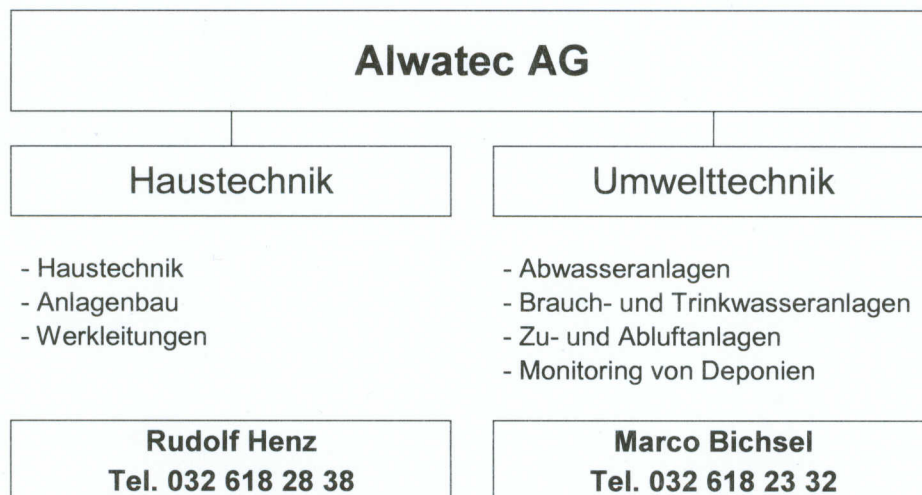 Alwatec AG
Haustechnik
- Haustechnik
- Anlagenbau
- Werkleitungen
Rudolf Henz
Tel. 032 618 28 38
Umwelttechnik
- Abwasseranlagen
- Brauch- und Trinkwasseranlagen
- Zu- und Abluftanlagen
- Monitoring von Deponien
Marco Bichsel
Tel. 032 618 23 32